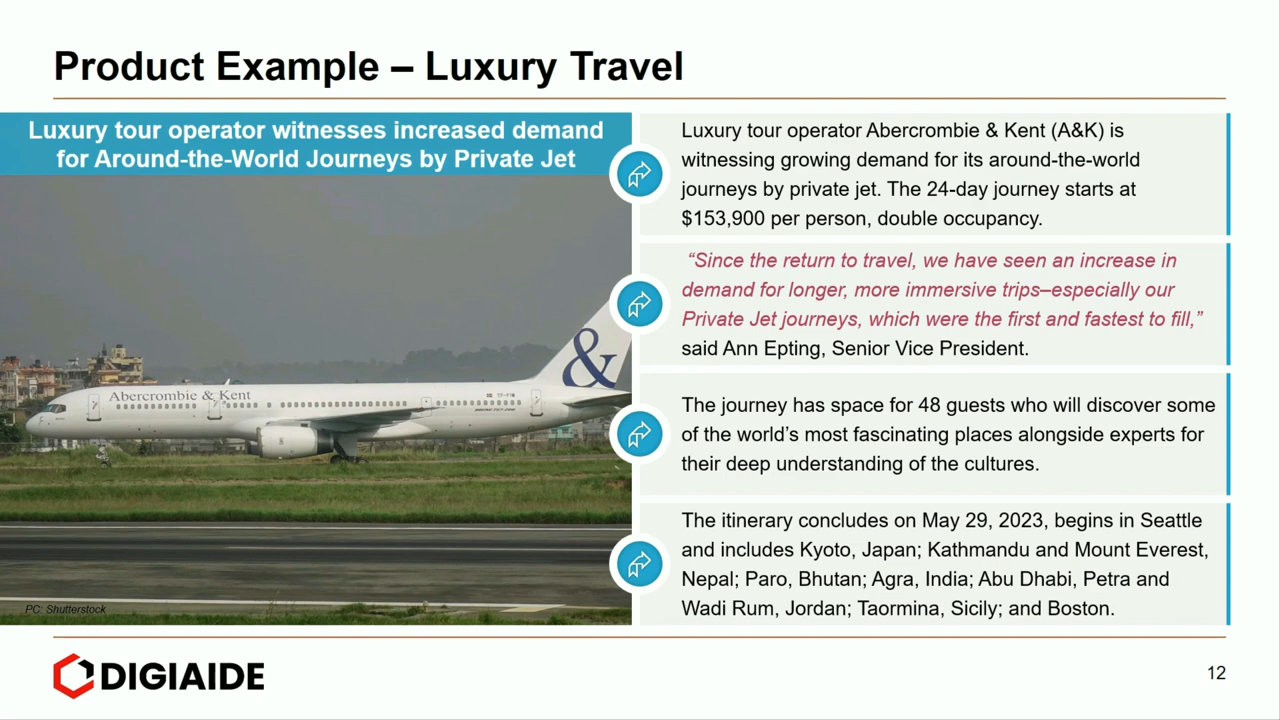 Product Example – Luxury Travel
Luxury tour operator witnesses increased demand
for Around-the-World Journeys by Private Jet
Abercrombie & Kent
&
PC: Shutterstock
Luxury tour operator Abercrombie & Kent (A&K) is
witnessing growing demand for its around-the-world
journeys by private jet. The 24-day journey starts at
$153,900 per person, double occupancy.
“Since the return to travel, we have seen an increase in
demand for longer, more immersive trips–especially our
Private Jet journeys, which were the first and fastest to fill,”
said Ann Epting, Senior Vice President.
The journey has space for 48 guests who will discover some
of the world’s most fascinating places alongside experts for
their deep understanding of the cultures.
The itinerary concludes on May 29, 2023, begins in Seattle
and includes Kyoto, Japan; Kathmandu and Mount Everest,
Nepal; Paro, Bhutan; Agra, India; Abu Dhabi, Petra and
Wadi Rum, Jordan; Taormina, Sicily; and Boston.
DIGIAIDE
12